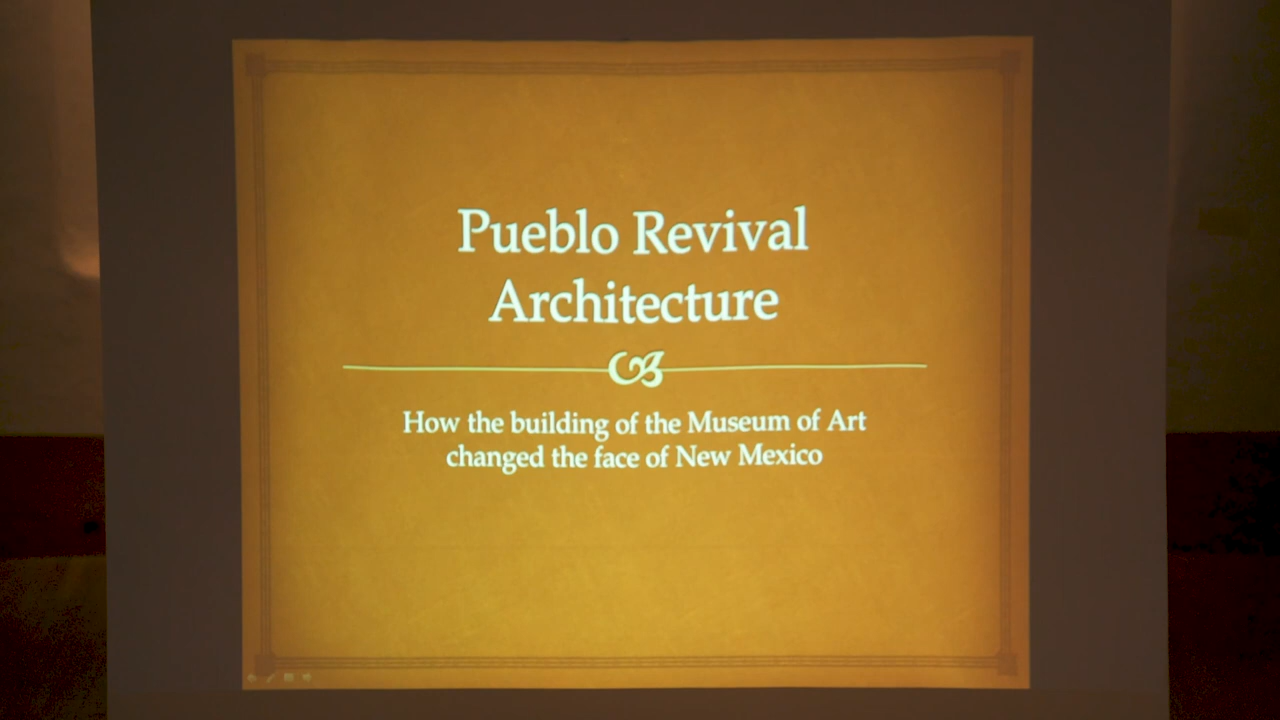 Pueblo Revival
Architecture
How the building of the Museum of Art
changed the face of New Mexico